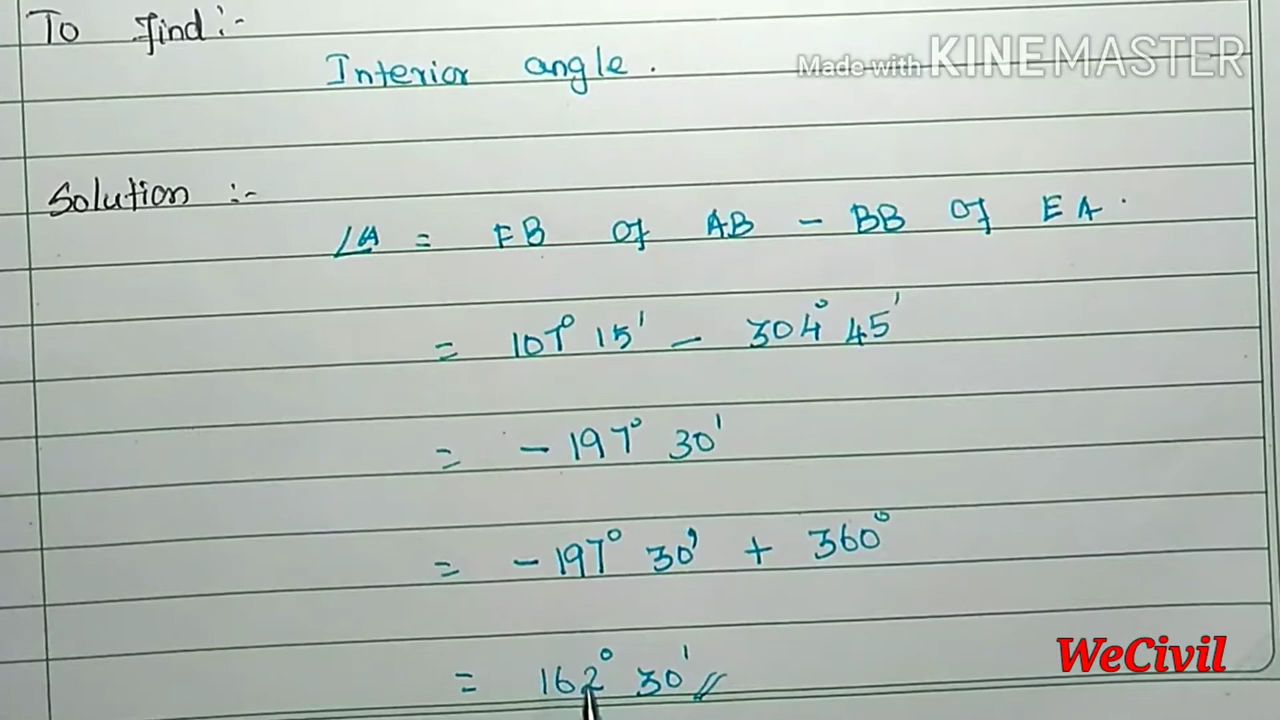 To find :-
Made with KINEMASTER
Interior angle .
Solution :-
∠A = FB of AB - BB of EA .
= 107° 15' - 304° 45'
= - 197° 30'
= - 197° 30' + 360°
= 162° 30' //
WeCivil